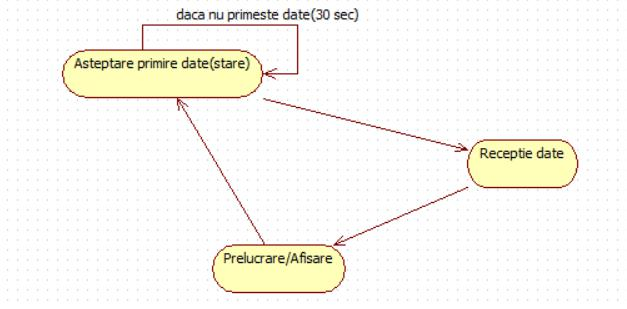 daca nu primeste date(30 sec)
Asteptare primire date(stare)
Receptie date
Prelucrare/Afisare